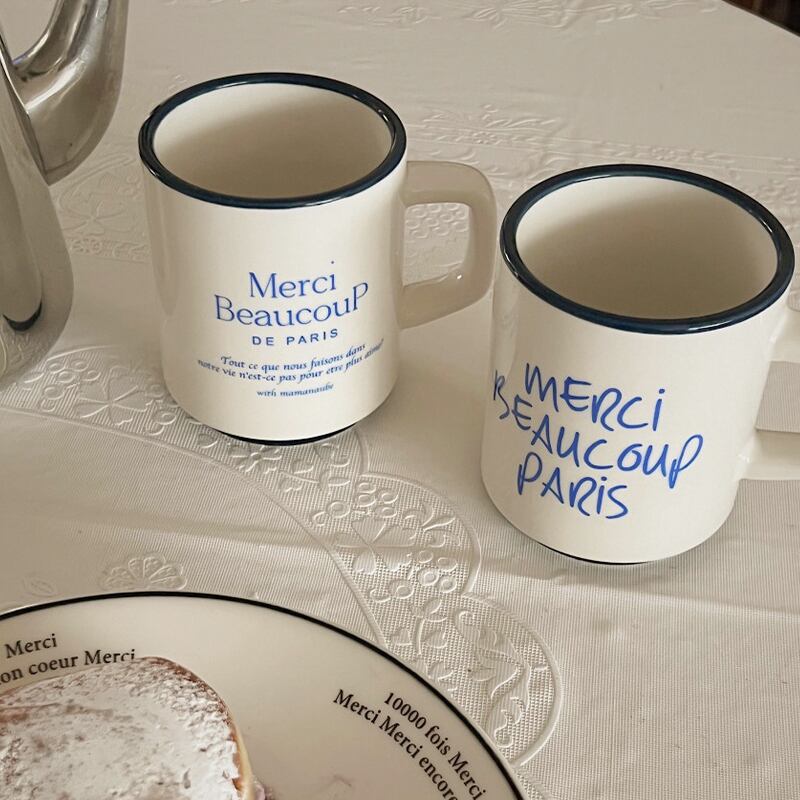 Merci
Beaucoup
DE PARIS
Tout ce que nous faisons dans
notre vie n'est-ce pas pour etre plus aimé?
with mamanaube
MERCi
BEAUCOUP
PARiS
Merci
on coeur Merci
10000 fois Merci
Merci Merci encore